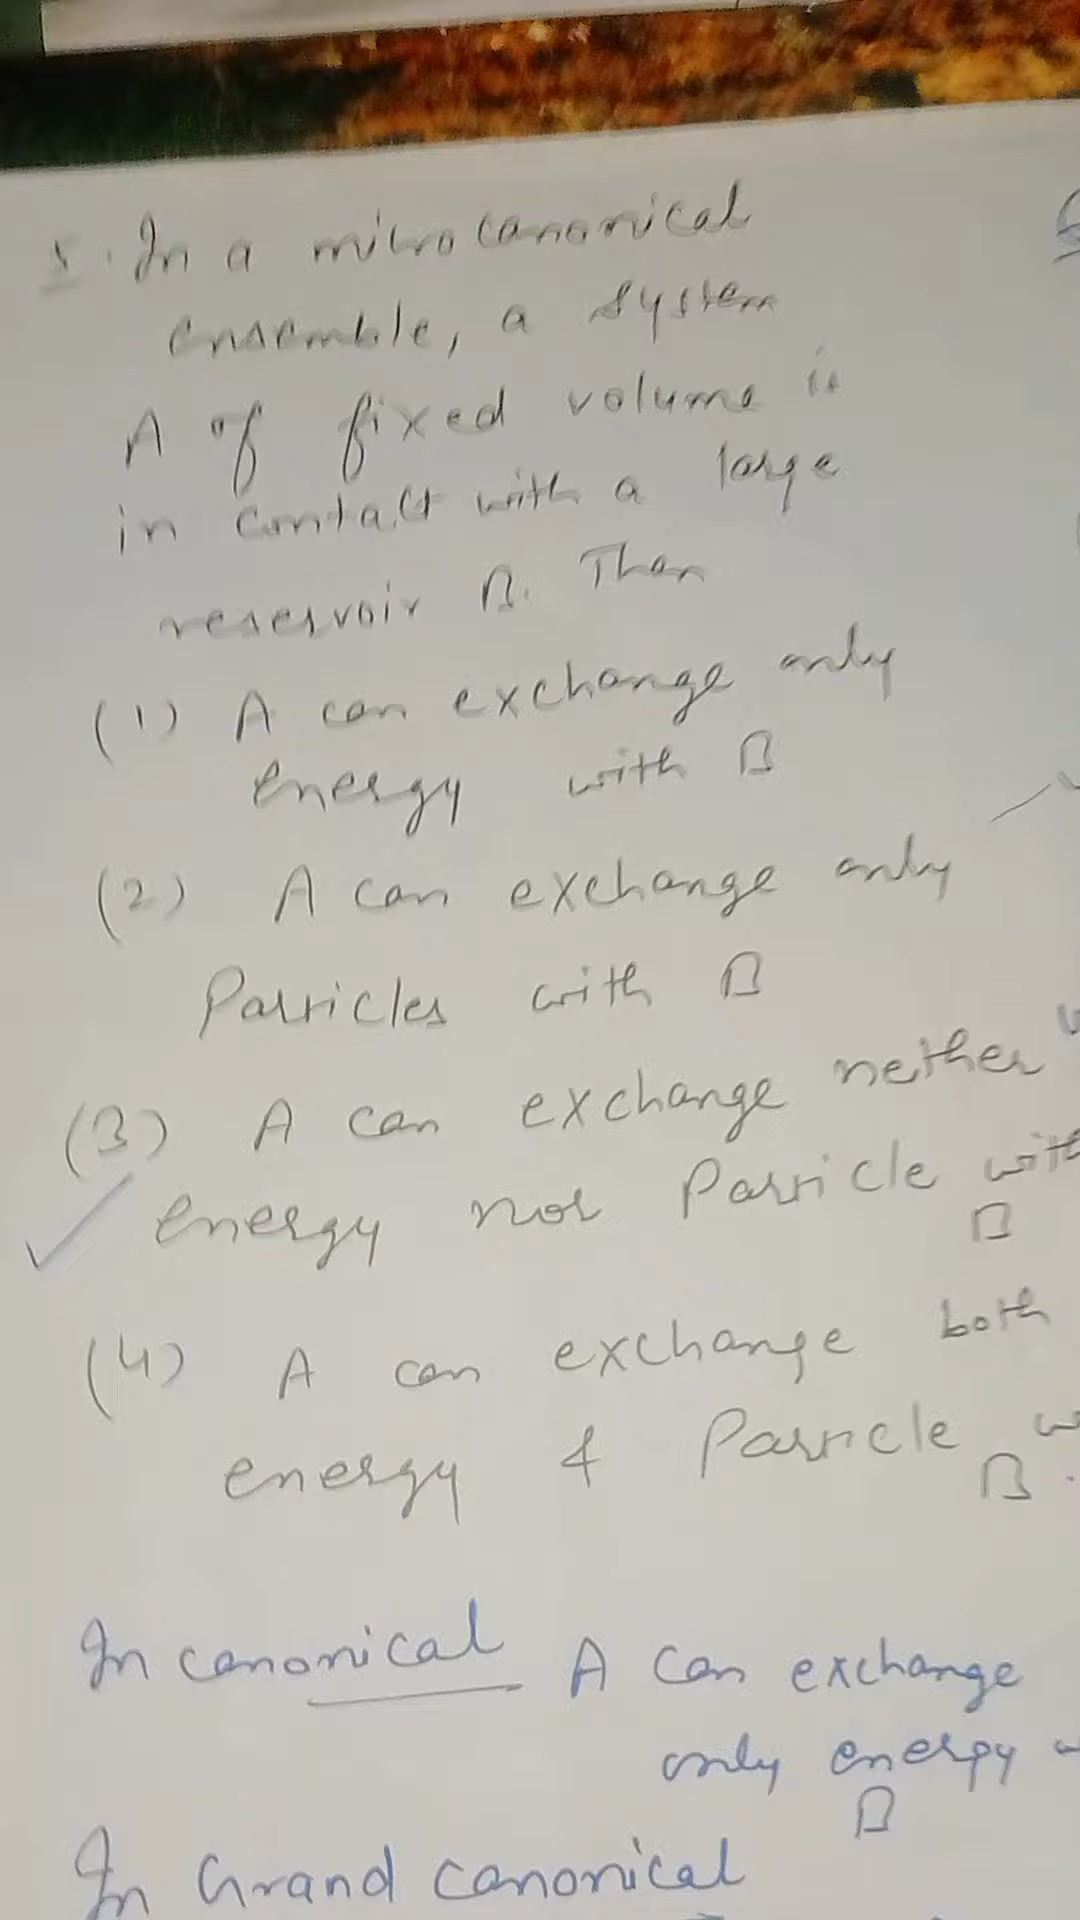 5. In a microcanonical
ensemble, a system
A of fixed volume is
in contact with a large
reservoir B. Then
(1) A can exchange only
energy with B
(2) A can exchange only
Particles with B
(3) A can exchange nether
energy nor Particle with
B
(4) A can exchange both
energy & Particle
B.
In canonical A can exchange
only energy
B
In Grand canonical